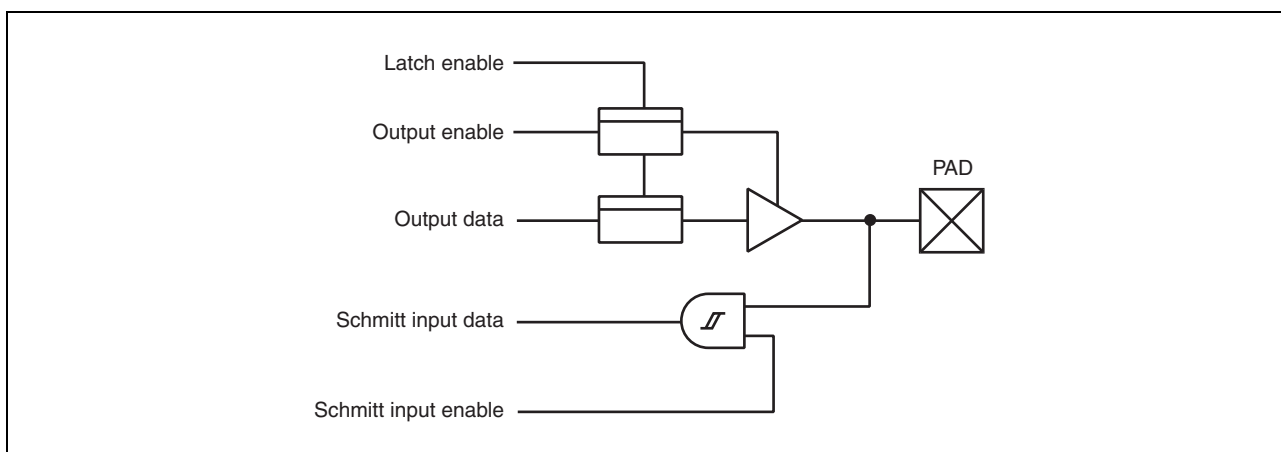 Latch enable
Output enable
PAD
Output data
Schmitt input data
Schmitt input enable